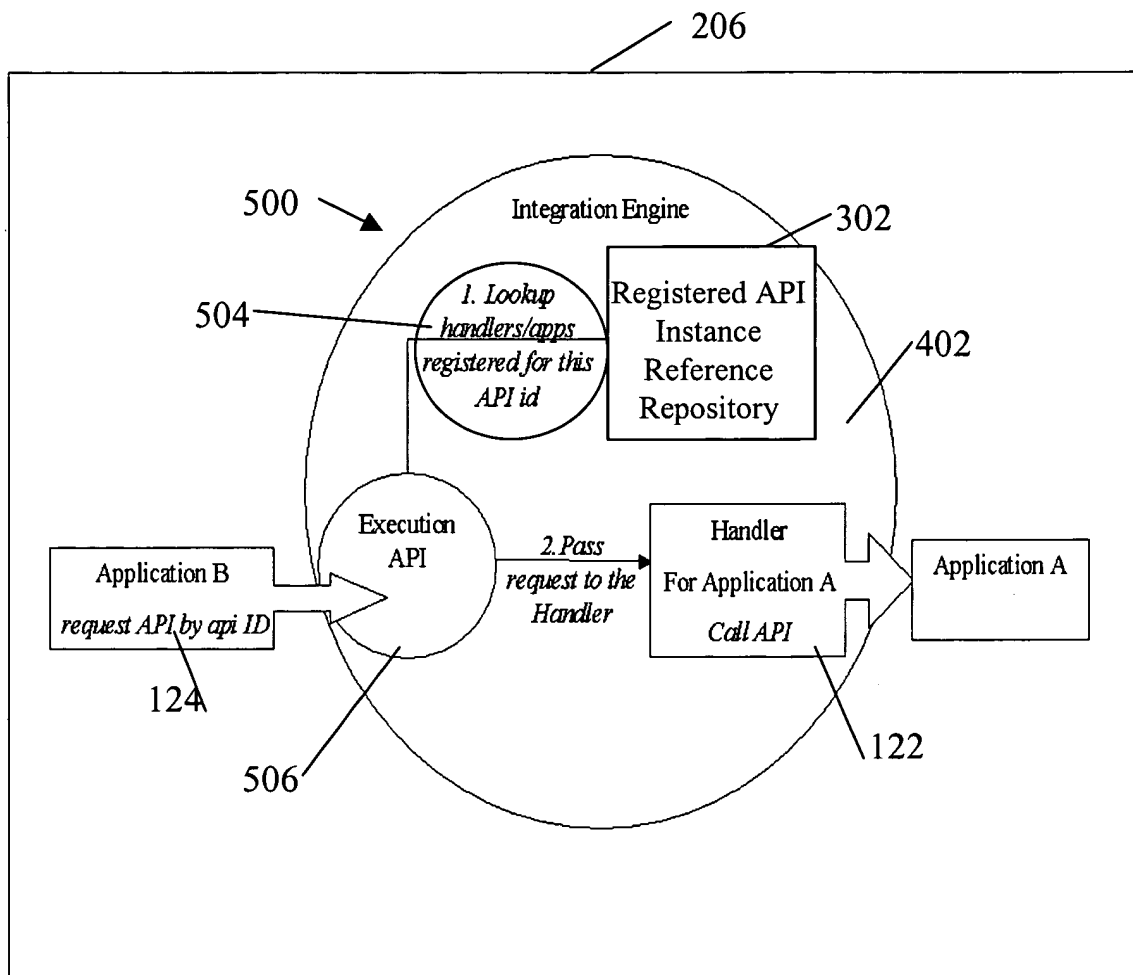 206
500
Integration Engine
302
504
1. Lookup
handlers/apps
registered for this
API id
Registered API
Instance
Reference
Repository
402
Execution
API
Application B
request API by api ID
2.Pass
request to the
Handler
Handler
For Application A
Call API
Application A
124
506
122